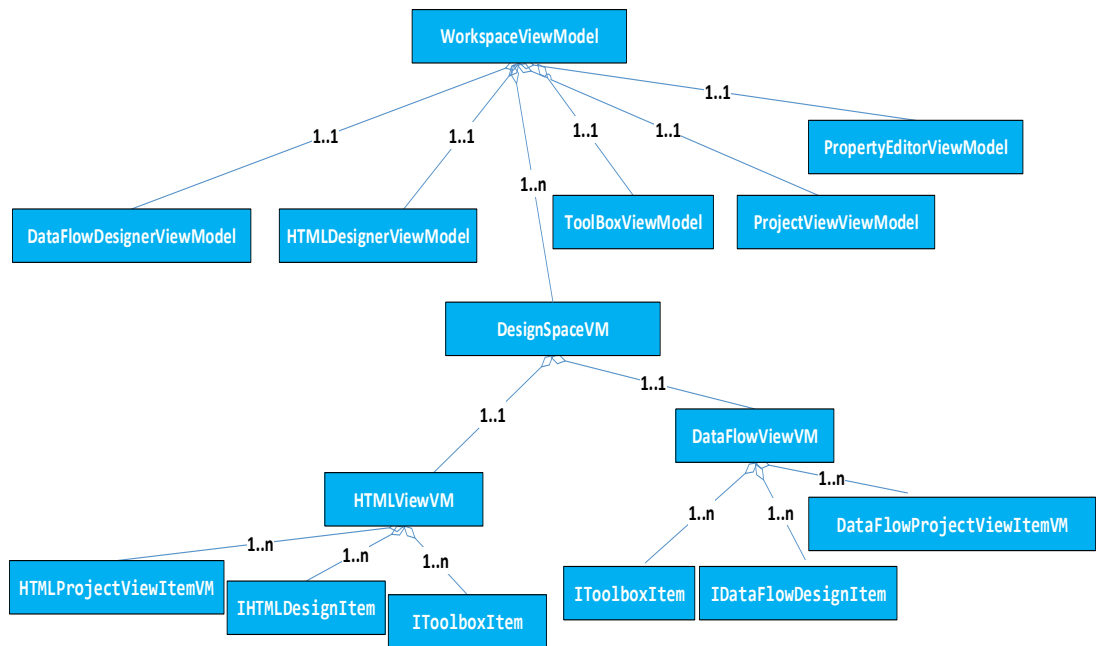 WorkspaceViewModel
1..1
1..1
1..1
1..1
1..1
PropertyEditorViewModel
1..n
DataFlowDesignerViewModel
HTMLDesignerViewModel
ToolBoxViewModel
ProjectViewViewModel
DesignSpaceVM
1..1
1..1
DataFlowViewVM
HTMLViewVM
1..n
1..n
1..n
DataFlowProjectViewItemVM
1..n
1..n
1..n
HTMLProjectViewItemVM
IHTMLDesignItem
IToolboxItem
IToolboxItem
IDataFlowDesignItem